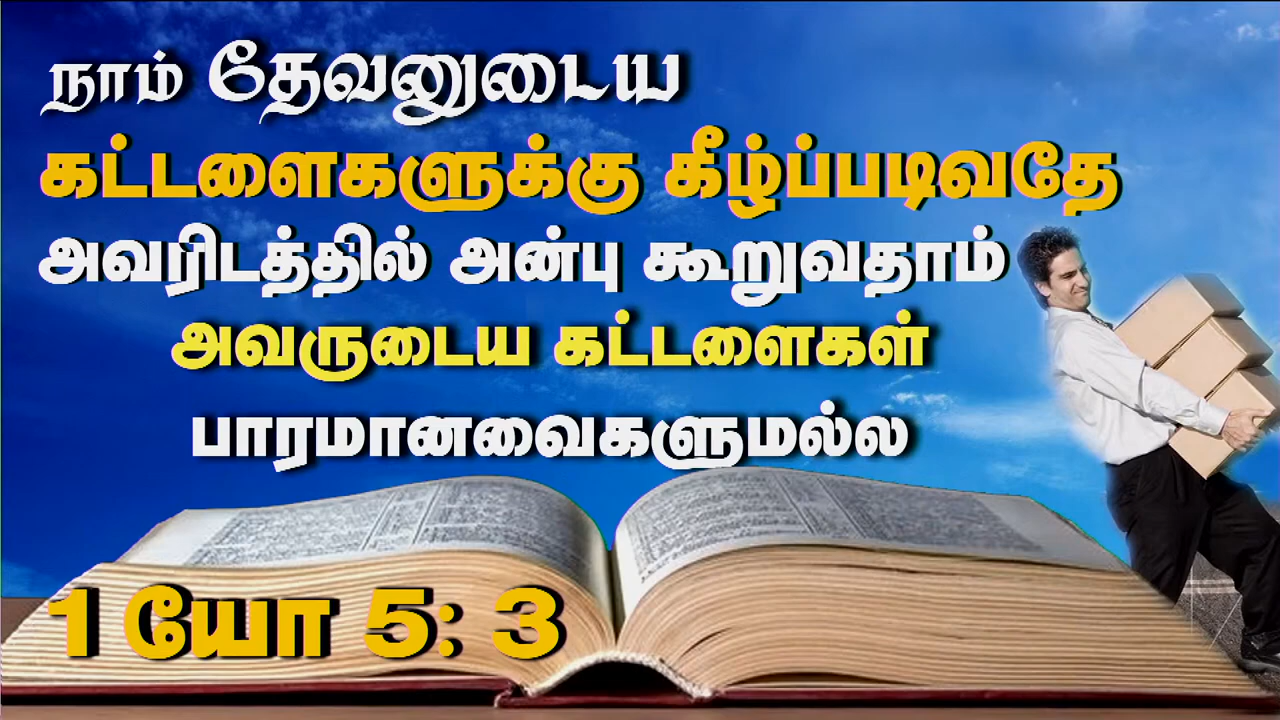 நாம் தேவனுடைய
கட்டளைகளுக்கு கீழ்ப்படிவதே
அவரிடத்தில் அன்பு கூறுவதாம்
அவருடைய கட்டளைகள்
பாரமானவைகளுமல்ல
1 யோ 5: 3